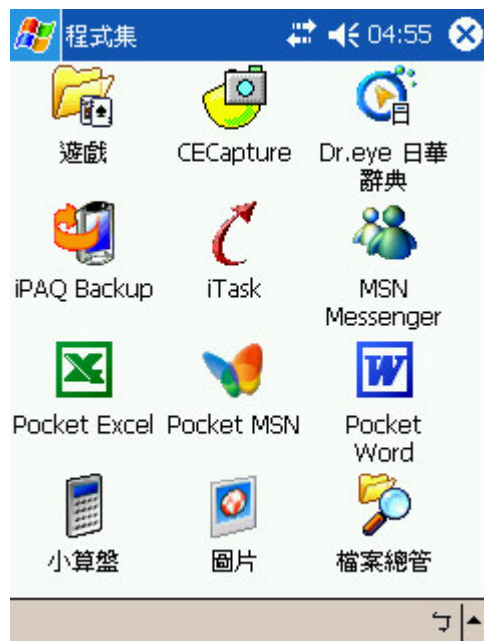 程式集 04:55
遊戲 CECapture Dr.eye 日華
辭典
iPAQ Backup iTask MSN
Messenger
Pocket Excel Pocket MSN Pocket
Word
小算盤 圖片 檔案總管
ㄅ